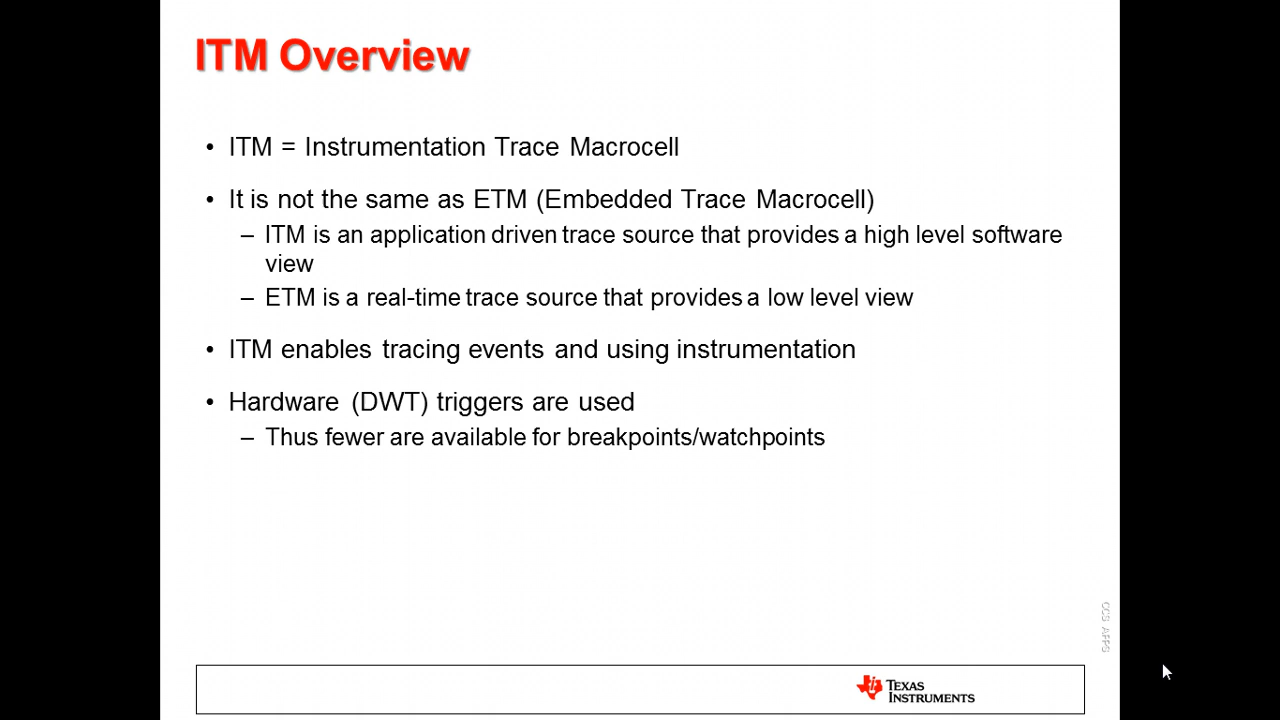 ITM Overview
• ITM = Instrumentation Trace Macrocell
• It is not the same as ETM (Embedded Trace Macrocell)
– ITM is an application driven trace source that provides a high level software
view
– ETM is a real-time trace source that provides a low level view
• ITM enables tracing events and using instrumentation
• Hardware (DWT) triggers are used
– Thus fewer are available for breakpoints/watchpoints
CCS APPS
TEXAS
INSTRUMENTS